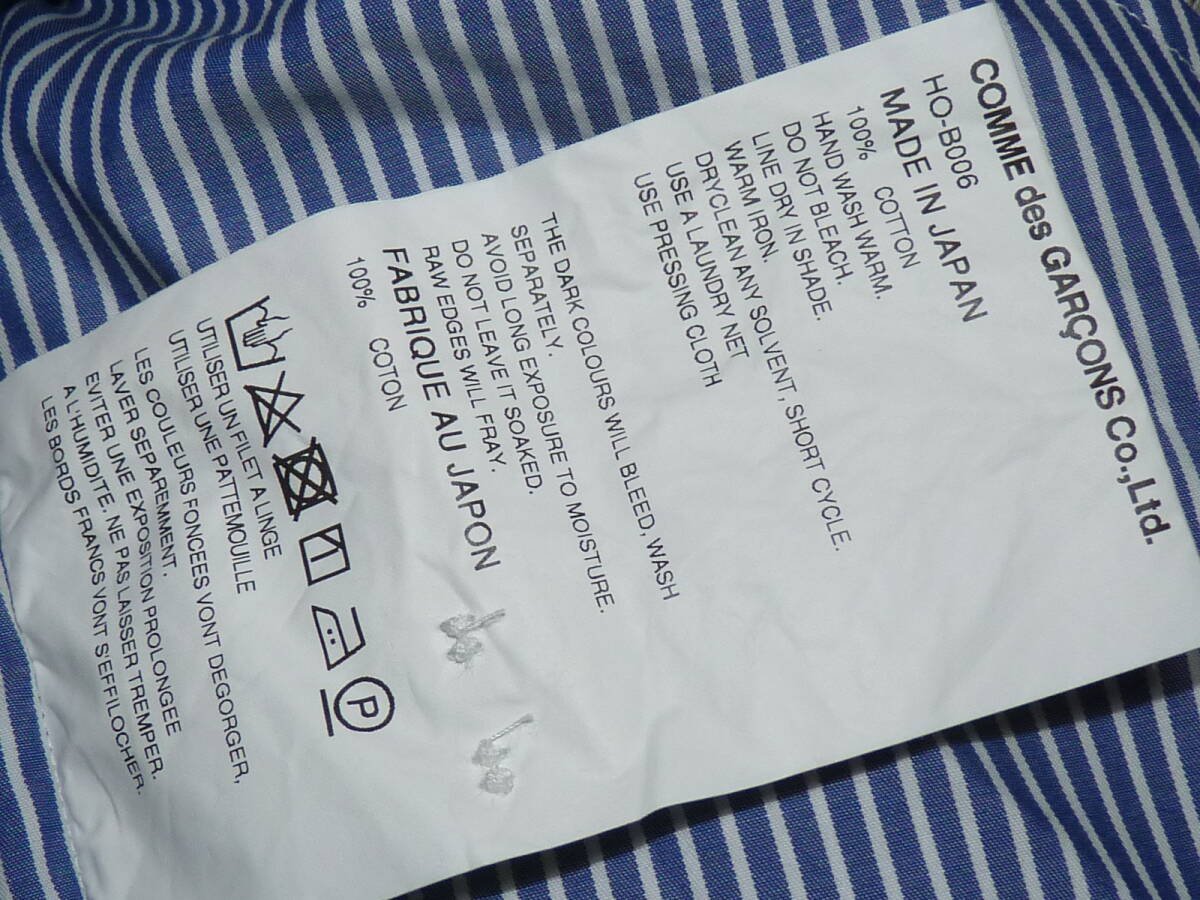 COMME des GARÇONS Co.,Ltd.
HO-B006
MADE IN JAPAN
100% COTTON
HAND WASH WARM.
DO NOT BLEACH.
LINE DRY IN SHADE.
WARM IRON.
DRYCLEAN ANY SOLVENT, SHORT CYCLE.
USE A LAUNDRY NET
USE PRESSING CLOTH
THE DARK COLOURS WILL BLEED, WASH
SEPARATELY.
AVOID LONG EXPOSURE TO MOISTURE.
DO NOT LEAVE IT SOAKED.
RAW EDGES WILL FRAY.
FABRIQUE AU JAPON
100% COTON
P
UTILISER UN FILET A LINGE
UTILISER UNE PATTEMOUILLE
LES COULEURS FONCEES VONT DEGORGER,
LAVER SEPAREMMENT.
EVITER UNE EXPOSITION PROLONGEE
A L'HUMIDITE. NE PAS LAISSER TREMPER.
LES BORDS FRANCS VONT S'EFFILOCHER.